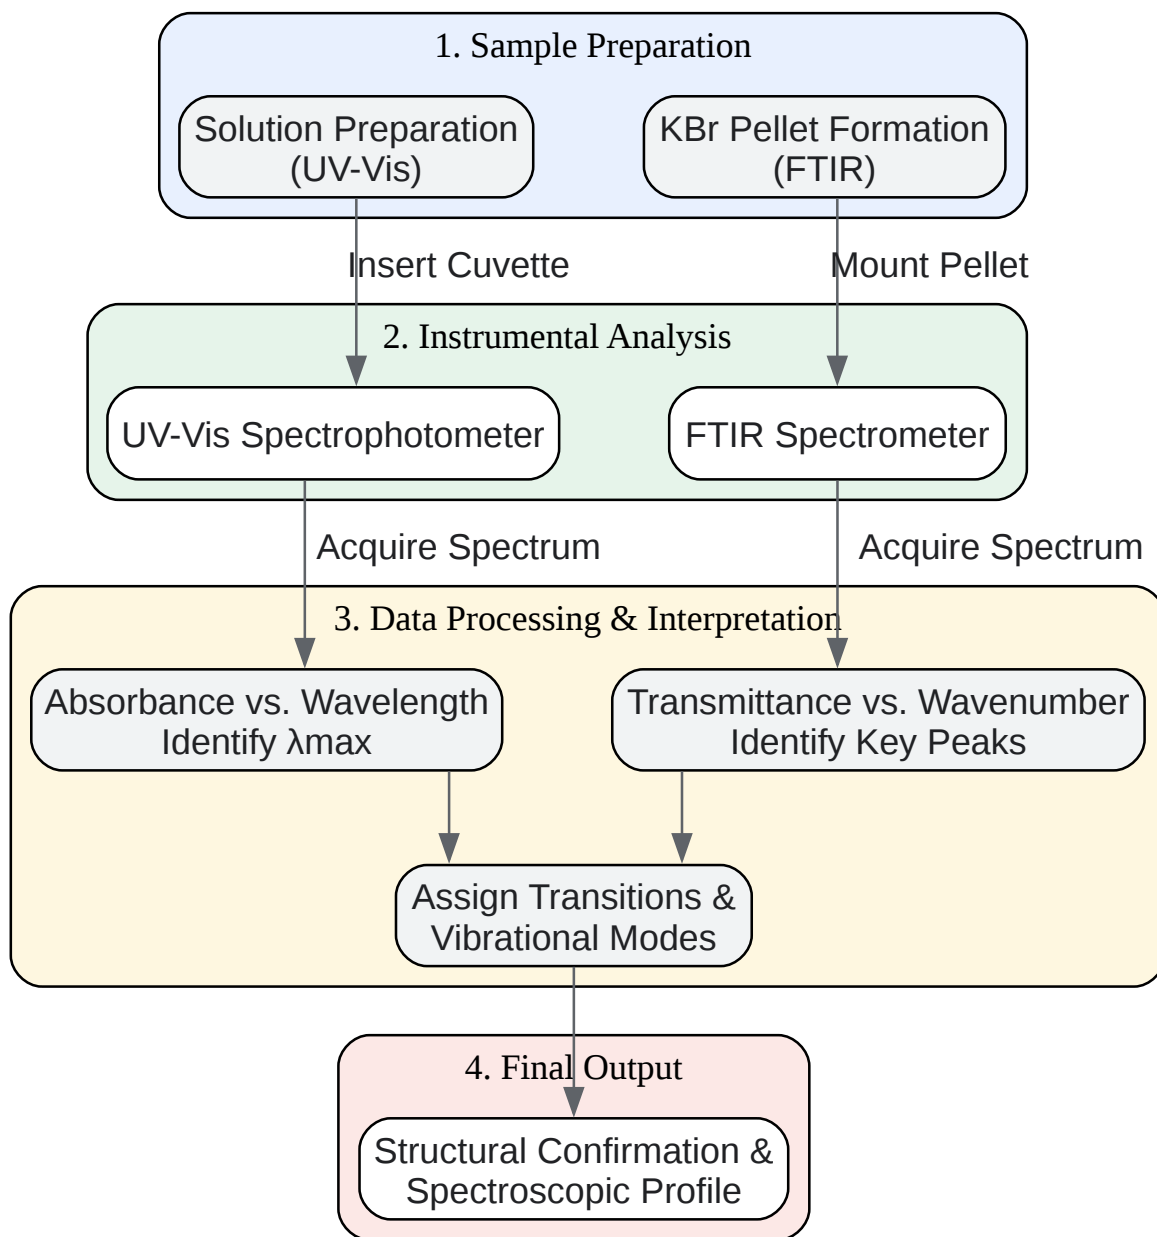 1. Sample Preparation
Solution Preparation
(UV-Vis)
KBr Pellet Formation
(FTIR)
Insert Cuvette
Mount Pellet
2. Instrumental Analysis
UV-Vis Spectrophotometer
FTIR Spectrometer
Acquire Spectrum
Acquire Spectrum
3. Data Processing & Interpretation
Absorbance vs. Wavelength
Identify λmax
Transmittance vs. Wavenumber
Identify Key Peaks
Assign Transitions &
Vibrational Modes
4. Final Output
Structural Confirmation &
Spectroscopic Profile